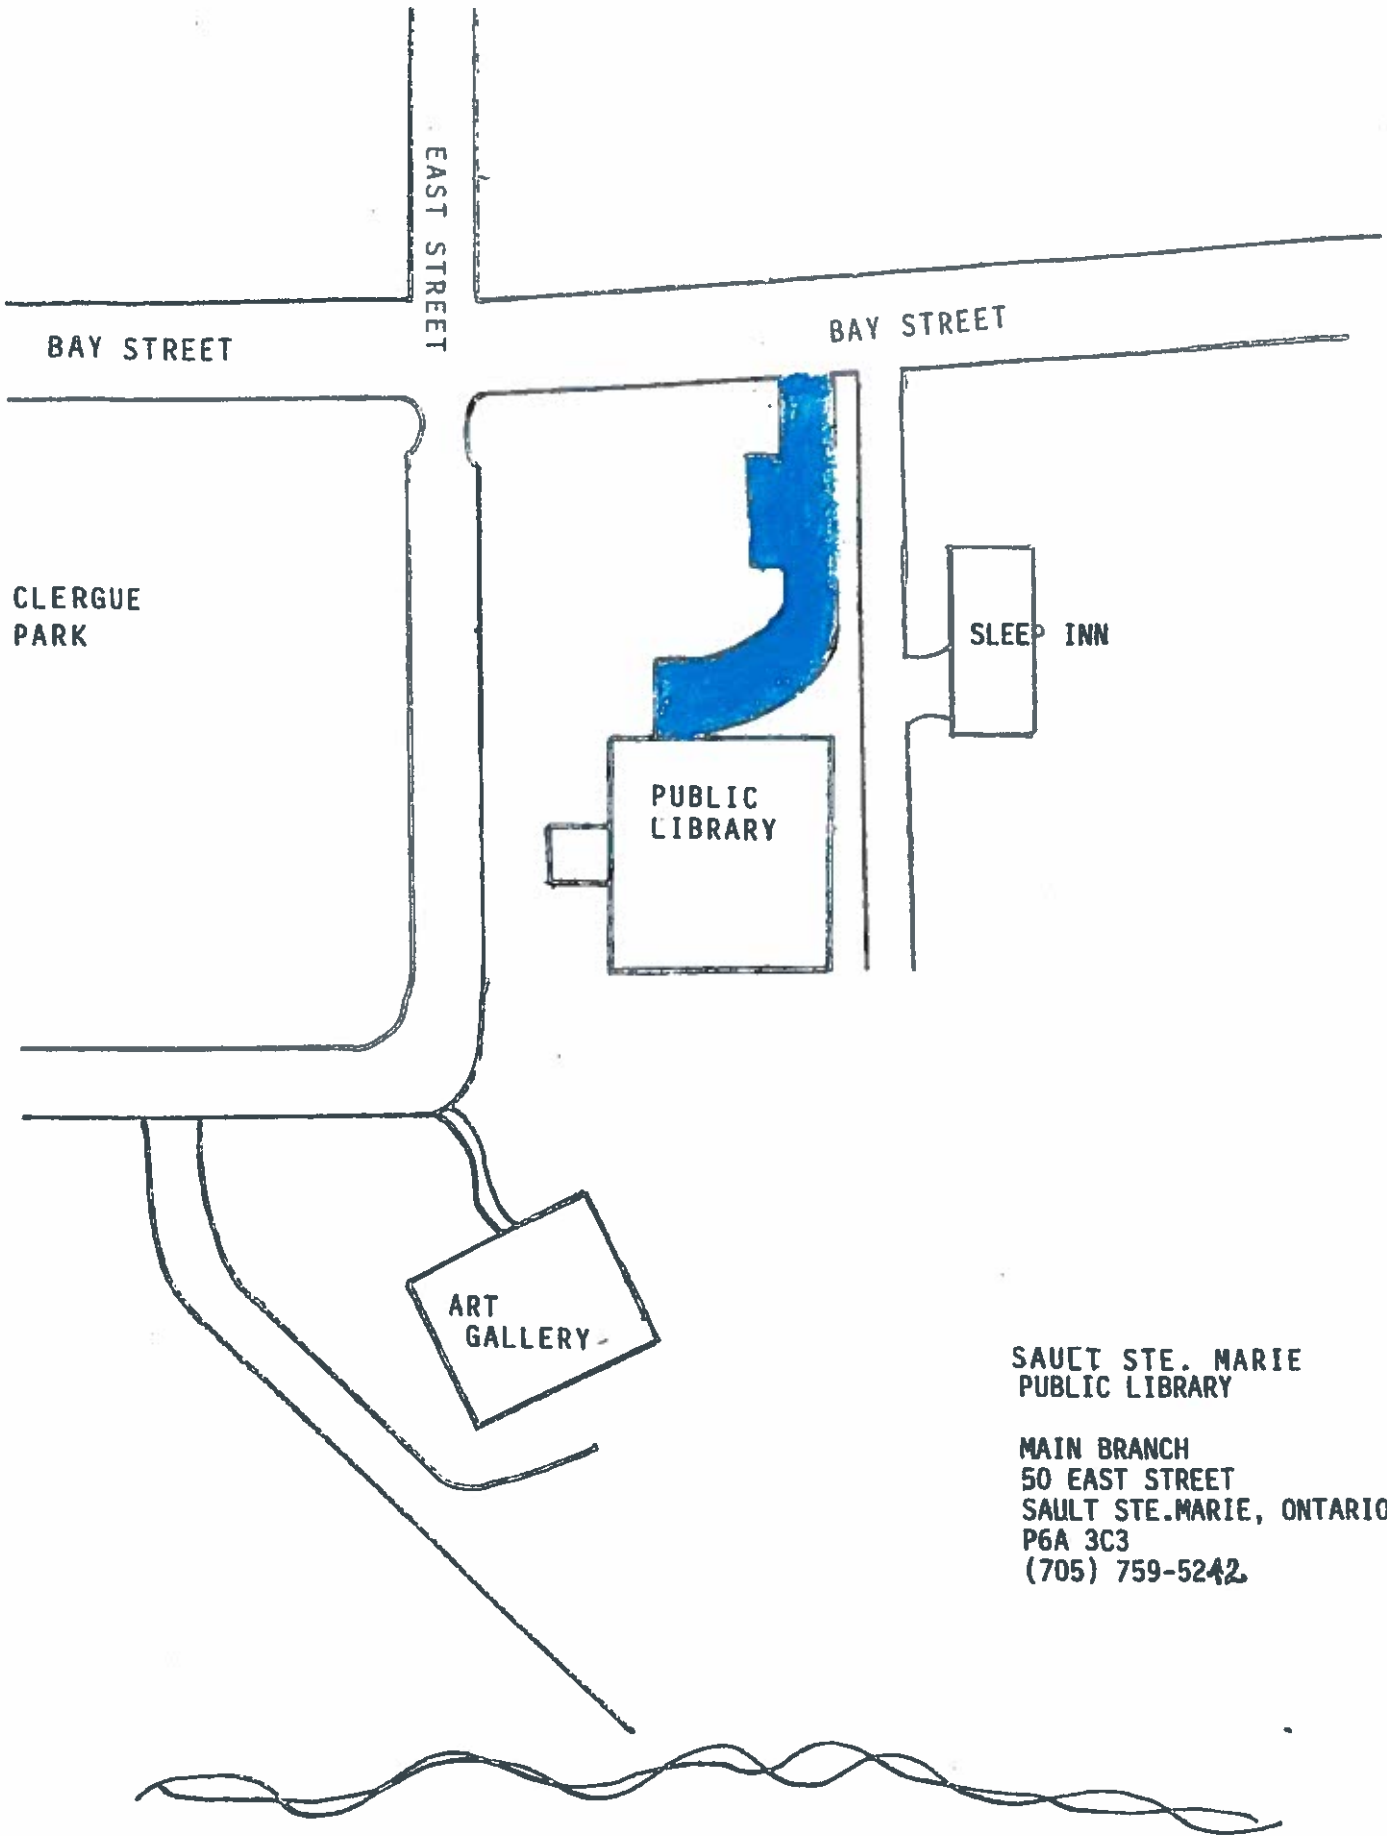 EAST STREET
BAY STREET
BAY STREET
CLERGUE
PARK
SLEEP INN
PUBLIC
LIBRARY
ART
GALLERY
SAULT STE. MARIE
PUBLIC LIBRARY
MAIN BRANCH
50 EAST STREET
SAULT STE.MARIE, ONTARIO
P6A 3C3
(705) 759-5242